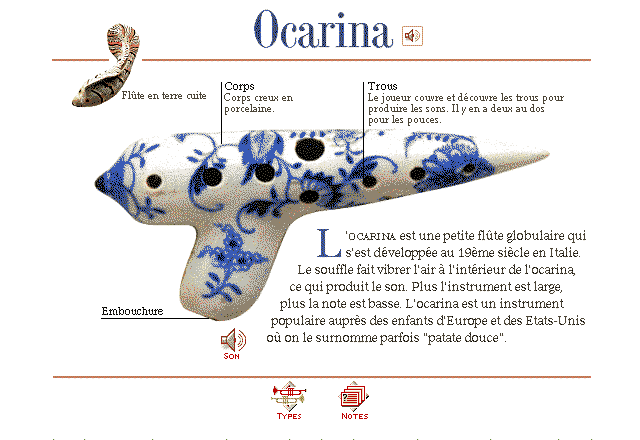 Ocarina
Flûte en terre cuite
Corps
Corps creux en
porcelaine.
Trous
Le joueur couvre et découvre les trous pour
produire les sons. Il y en a deux au dos
pour les pouces.
L'OCARINA est une petite flûte globulaire qui
s'est développée au 19ème siècle en Italie.
Le souffle fait vibrer l'air à l'intérieur de l'ocarina,
ce qui produit le son. Plus l'instrument est large,
plus la note est basse. L'ocarina est un instrument
populaire auprès des enfants d'Europe et des Etats-Unis
où on le surnomme parfois "patate douce".
Embouchure
SON
TYPES
NOTES